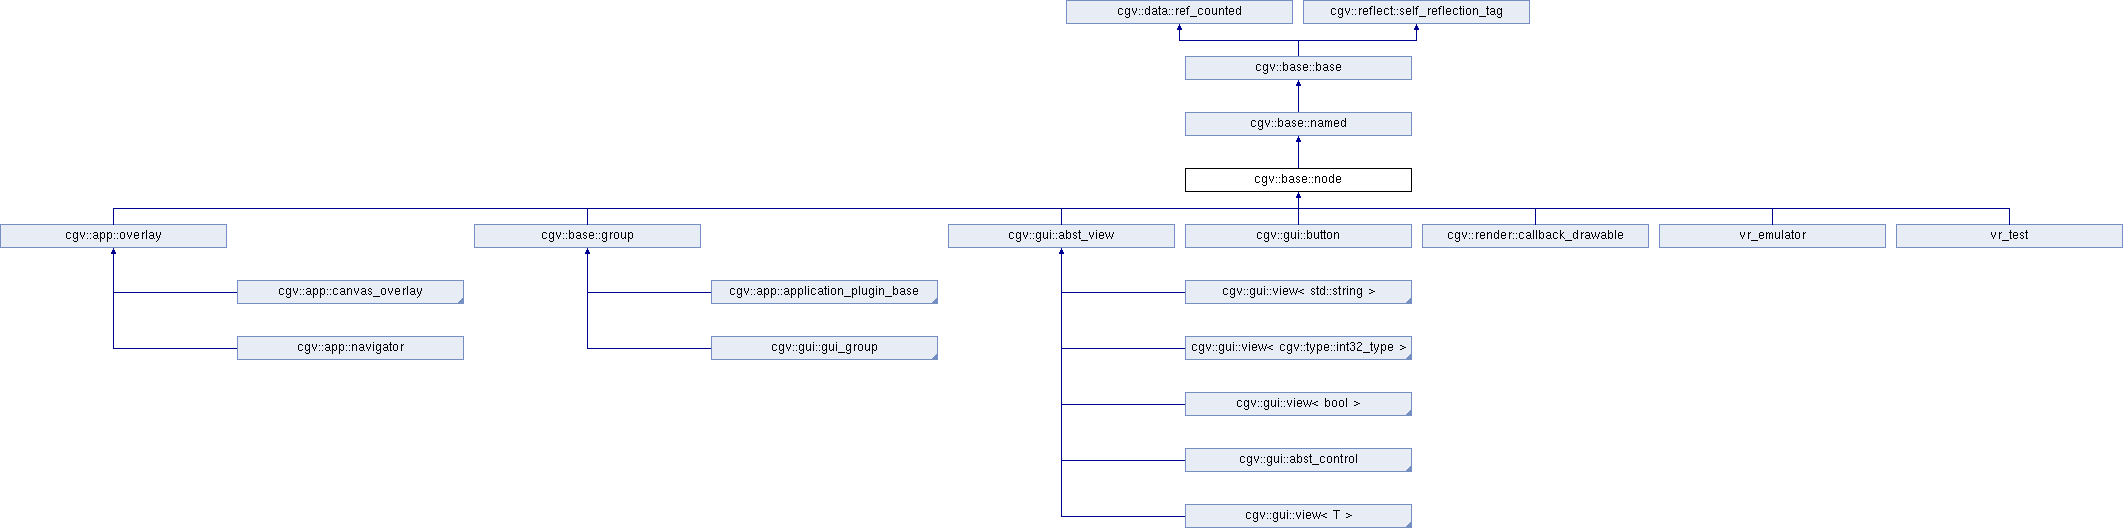 cgv::data::ref_counted
cgv::reflect::self_reflection_tag
cgv::base::base
cgv::base::named
cgv::base::node
cgv::app::overlay
cgv::base::group
cgv::gui::abst_view
cgv::gui::button
cgv::render::callback_drawable
vr_emulator
vr_test
cgv::app::canvas_overlay
cgv::app::application_plugin_base
cgv::gui::view< std::string >
cgv::app::navigator
cgv::gui::gui_group
cgv::gui::view< cgv::type::int32_type >
cgv::gui::view< bool >
cgv::gui::abst_control
cgv::gui::view< T >